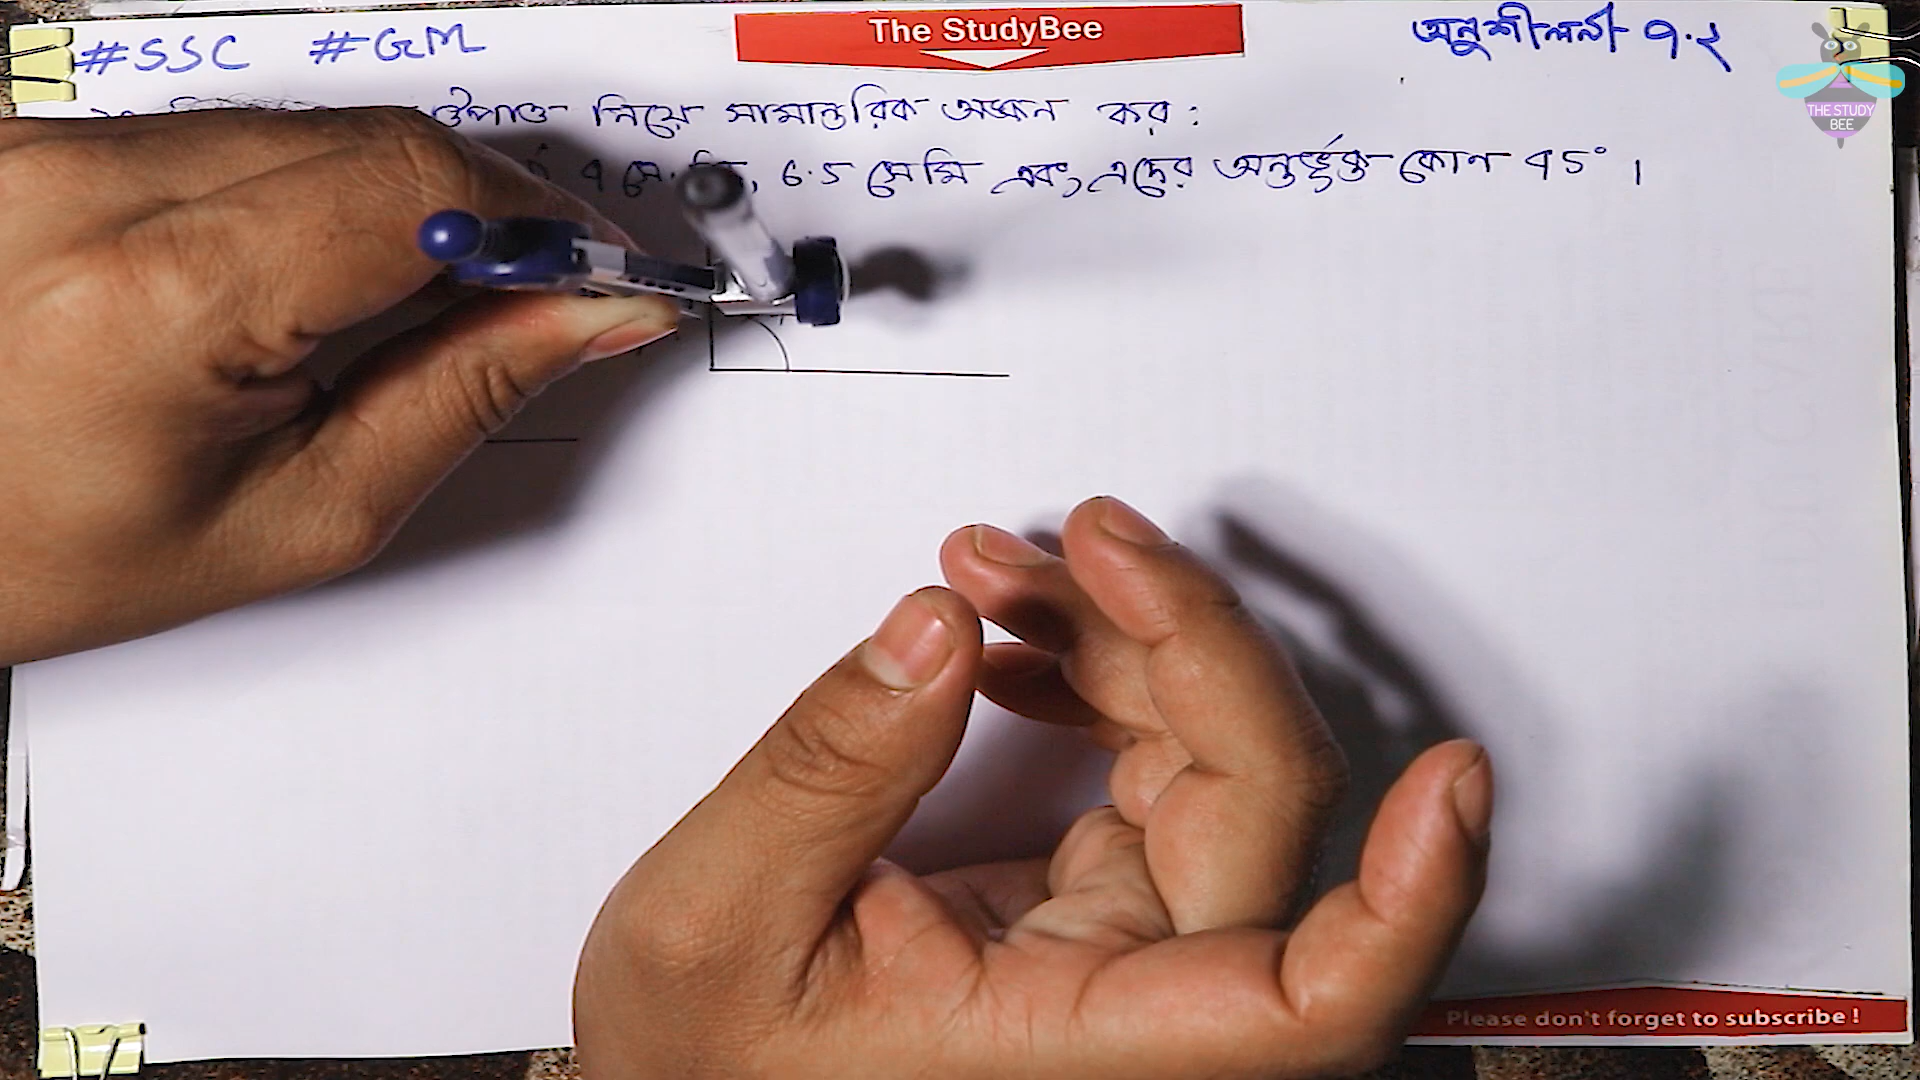 #SSC #GM
The StudyBee
অনুশীলনী ৭.২
THE STUDY
BEE
উপাত্ত নিয়ে সামান্তরিক অঙ্কন কর :
৭ সে. মি, ৬.৫ সেমি এবং এদের অন্তর্ভুক্ত কোণ ৭৫° ।
Please don't forget to subscribe !